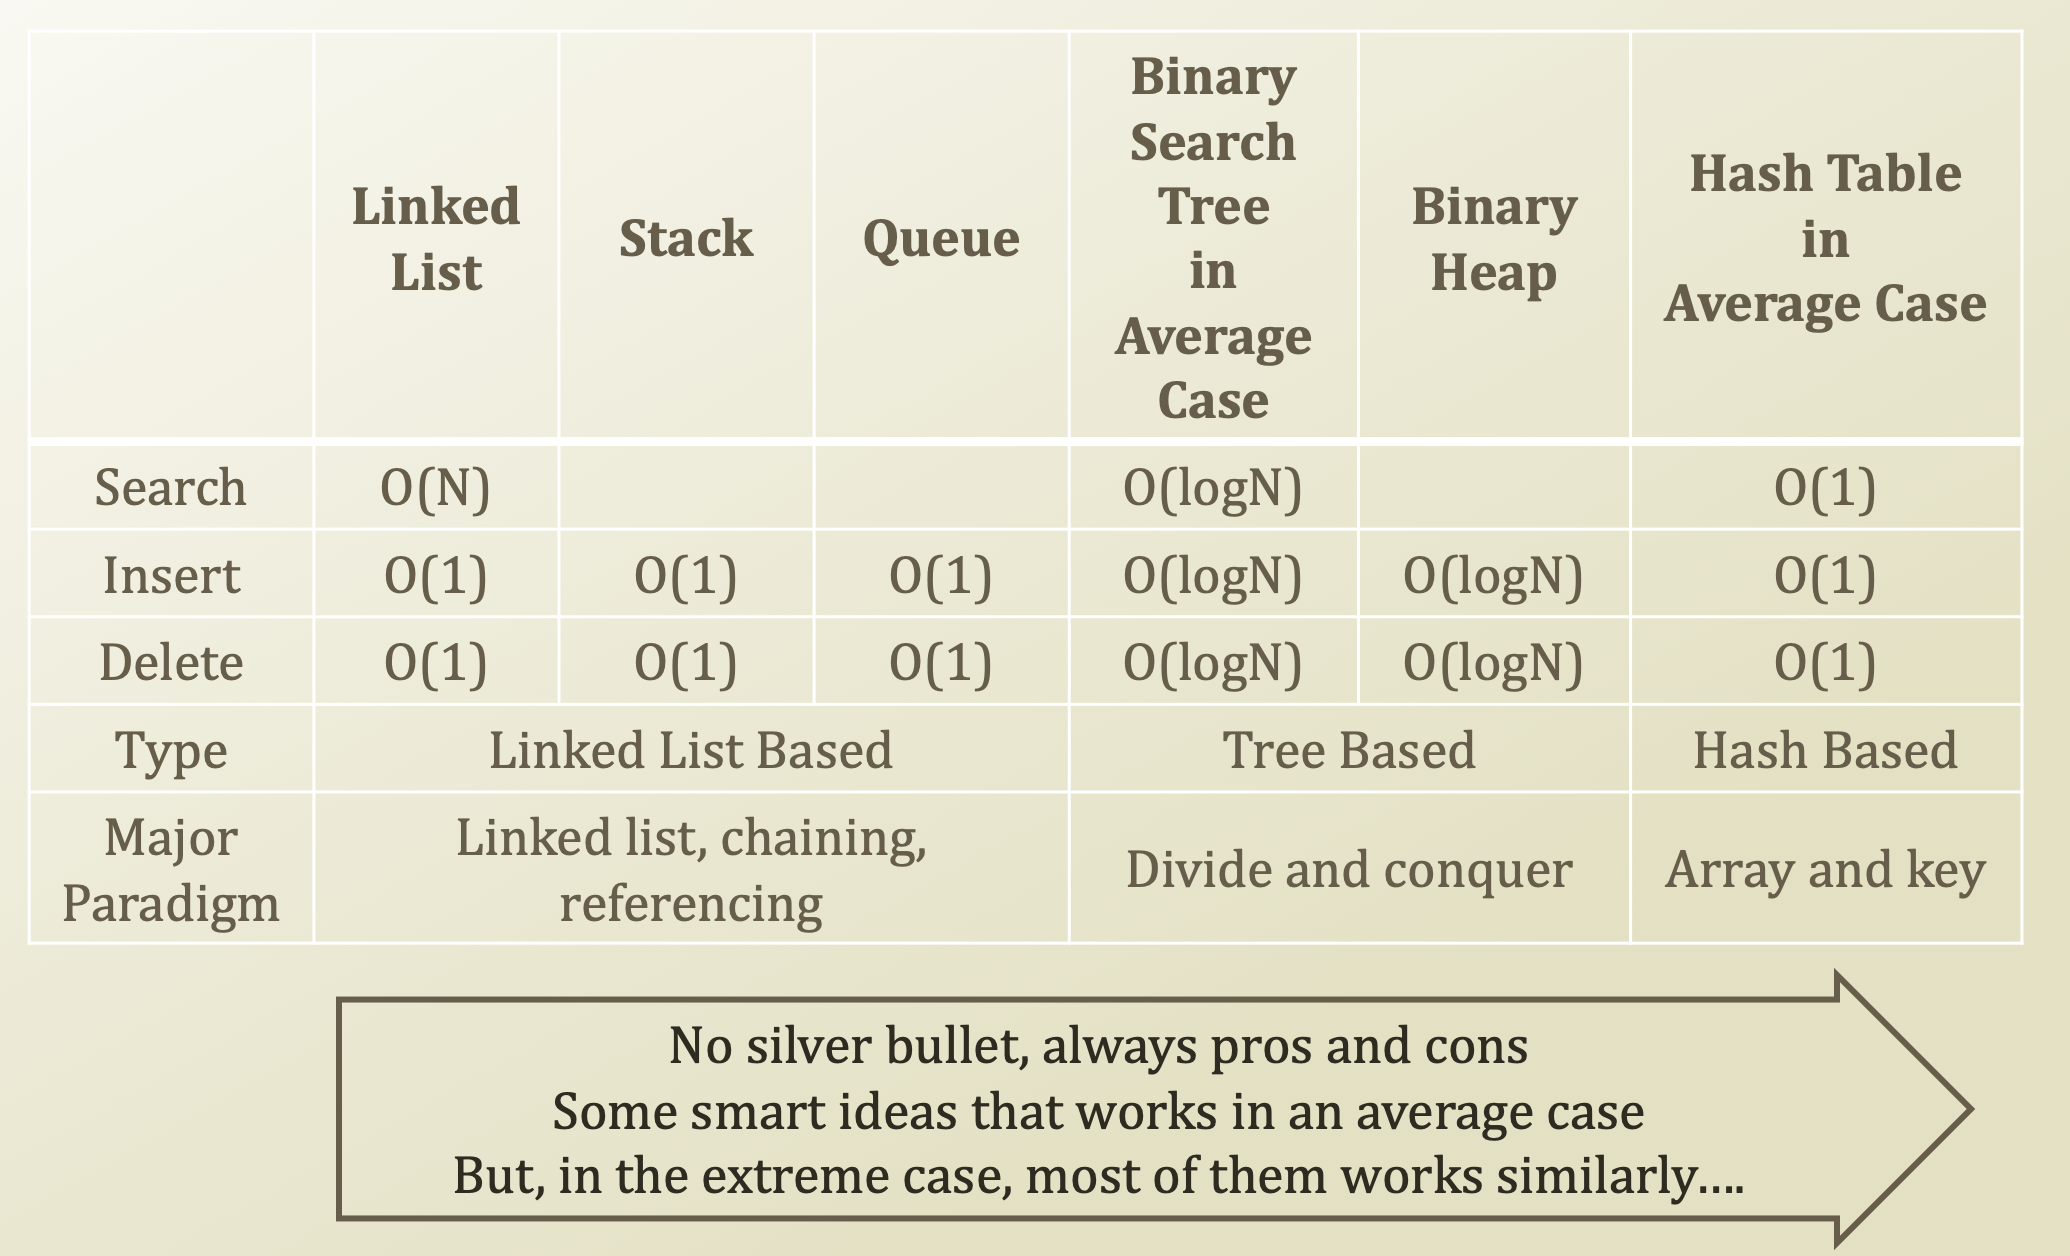 Linked
List
Stack
Queue
Binary
Search
Tree
in
Average
Case
Binary
Heap
Hash Table
in
Average Case
Search O(N) O(logN) O(1)
Insert O(1) O(1) O(1) O(logN) O(logN) O(1)
Delete O(1) O(1) O(1) O(logN) O(logN) O(1)
Type Linked List Based Tree Based Hash Based
Major
Paradigm
Linked list, chaining,
referencing
Divide and conquer
Array and key
No silver bullet, always pros and cons
Some smart ideas that works in an average case
But, in the extreme case, most of them works similarly....